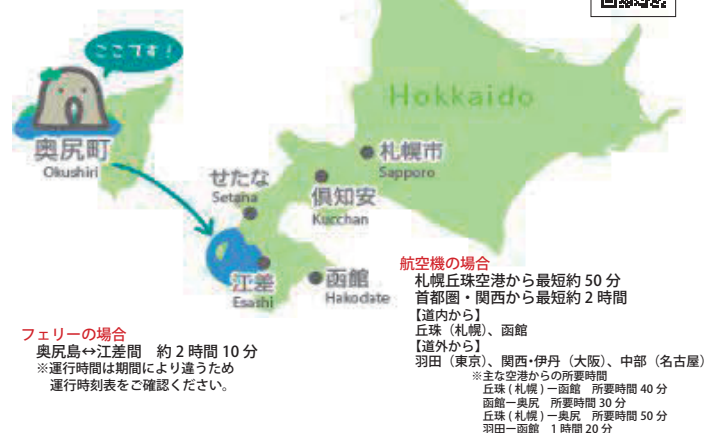 ここです！
奥尻町
Okushiri
Hokkaido
札幌市
Sapporo
せたな
Setana
倶知安
Kucchan
江差
Esashi
函館
Hakodate
フェリーの場合
奥尻島↔江差間　約 2 時間 10 分
※運行時間は期間により違うため
運行時刻表をご確認ください。
航空機の場合
札幌丘珠空港から最短約 50 分
首都圏・関西から最短約 2 時間
【道内から】
丘珠（札幌）、函館
【道外から】
羽田（東京）、関西・伊丹（大阪）、中部（名古屋）
※主な空港からの所要時間
丘珠 ( 札幌 ) ー函館　所要時間 40 分
函館ー奥尻　所要時間 30 分
丘珠 ( 札幌 ) ー奥尻　所要時間 50 分
羽田ー函館　1 時間 20 分